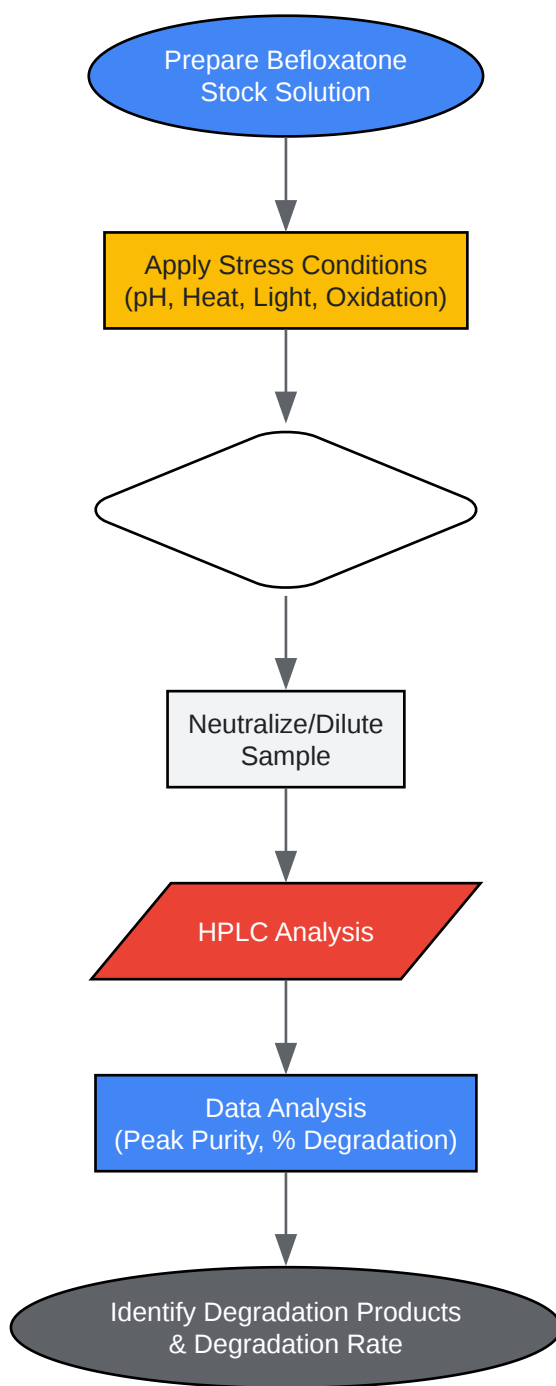 Prepare Befloxatone
Stock Solution
Apply Stress Conditions
(pH, Heat, Light, Oxidation)
Neutralize/Dilute
Sample
HPLC Analysis
Data Analysis
(Peak Purity, % Degradation)
Identify Degradation Products
& Degradation Rate